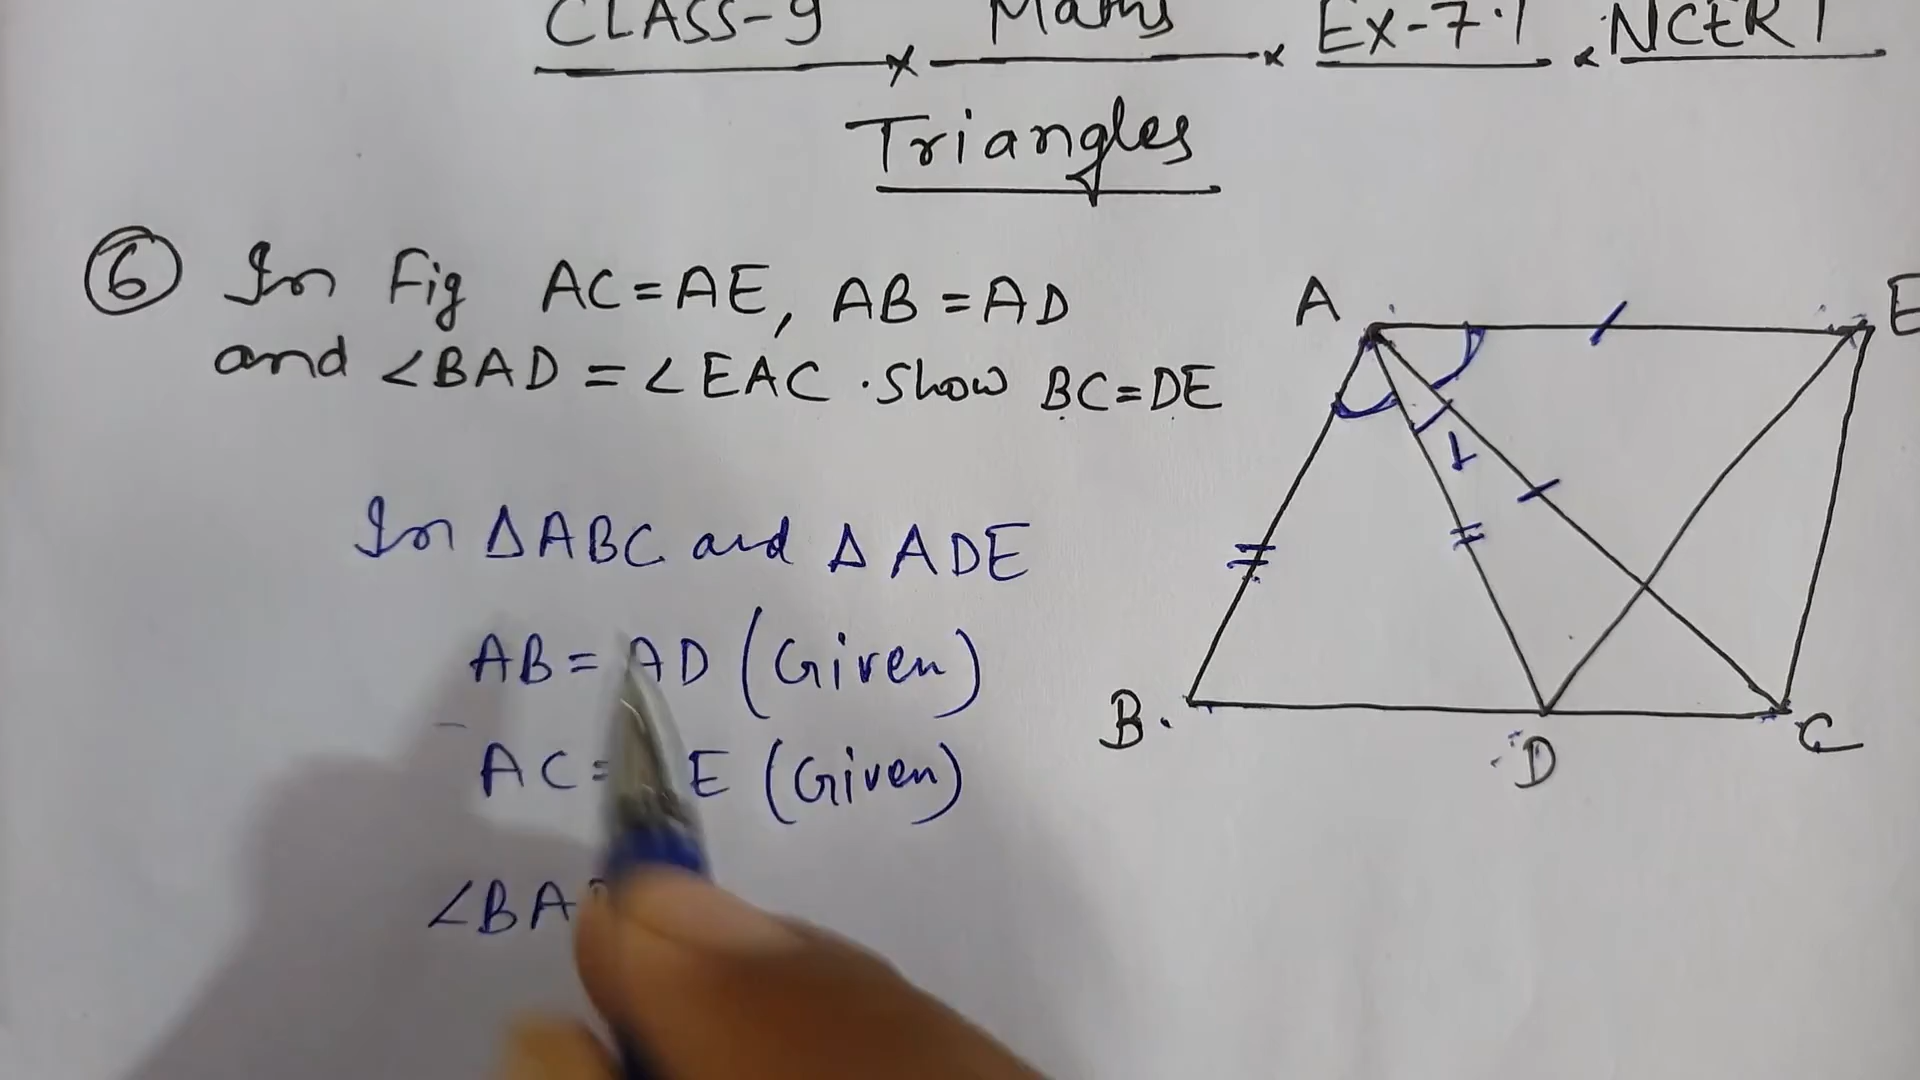 CLASS-9 Maths Ex-7.1 NCERT
Triangles
6 In Fig AC=AE, AB=AD
and ∠BAD=∠EAC. Show BC=DE
In ΔABC and ΔADE
AB=AD (Given)
AC= E (Given)
∠BA
A
E
1
B
D
C